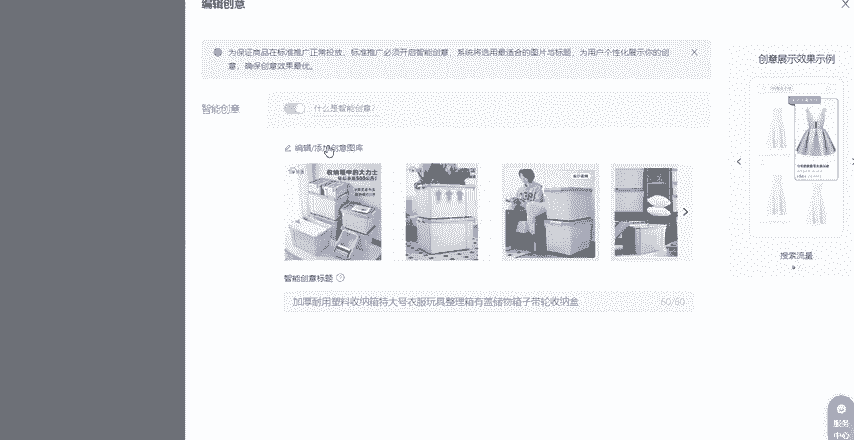 编辑创意
为保证商品在标准推广正常投放，标准推广必须开启智能创意，系统将选用最适合的图片与标题，为用户个性化展示你的创
意，确保创意效果最优。
创意展示效果示例
智能创意
什么是智能创意？
编辑/添加创意图库
收纳箱中的大力士
搜索流量
智能创意标题
加厚耐用塑料收纳箱特大号衣服玩具整理箱有盖储物箱子带轮收纳盒
60/60
服务
中心